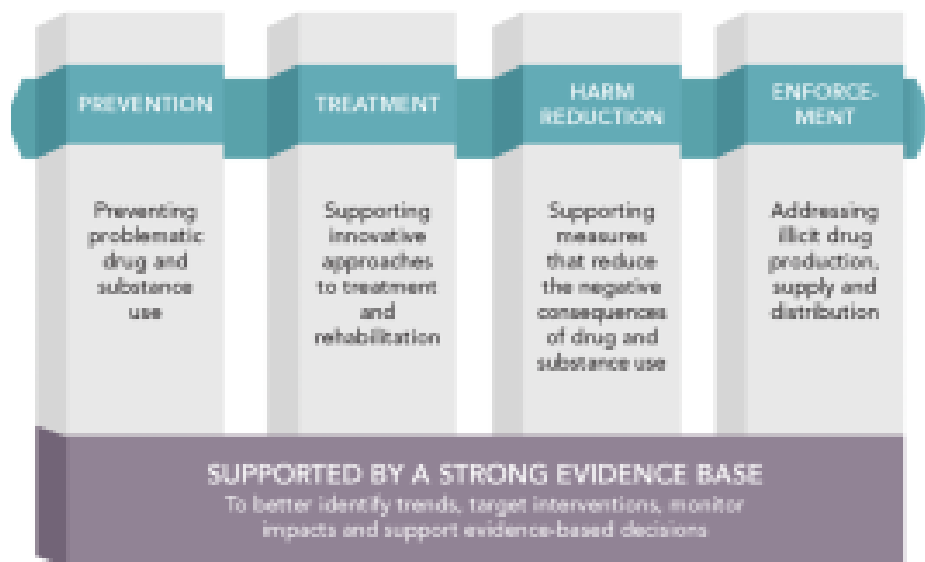 PREVENTION
Preventing
problematic
drug and
substance
use
TREATMENT
Supporting
innovative
approaches
to treatment
and
rehabilitation
HARM
REDUCTION
Supporting
measures
that reduce
the negative
consequences
of drug and
substance use
ENFORCE-
MENT
Addressing
illicit drug
production,
supply and
distribution
SUPPORTED BY A STRONG EVIDENCE BASE
To better identify trends, target interventions, monitor
impacts and support evidence-based decisions